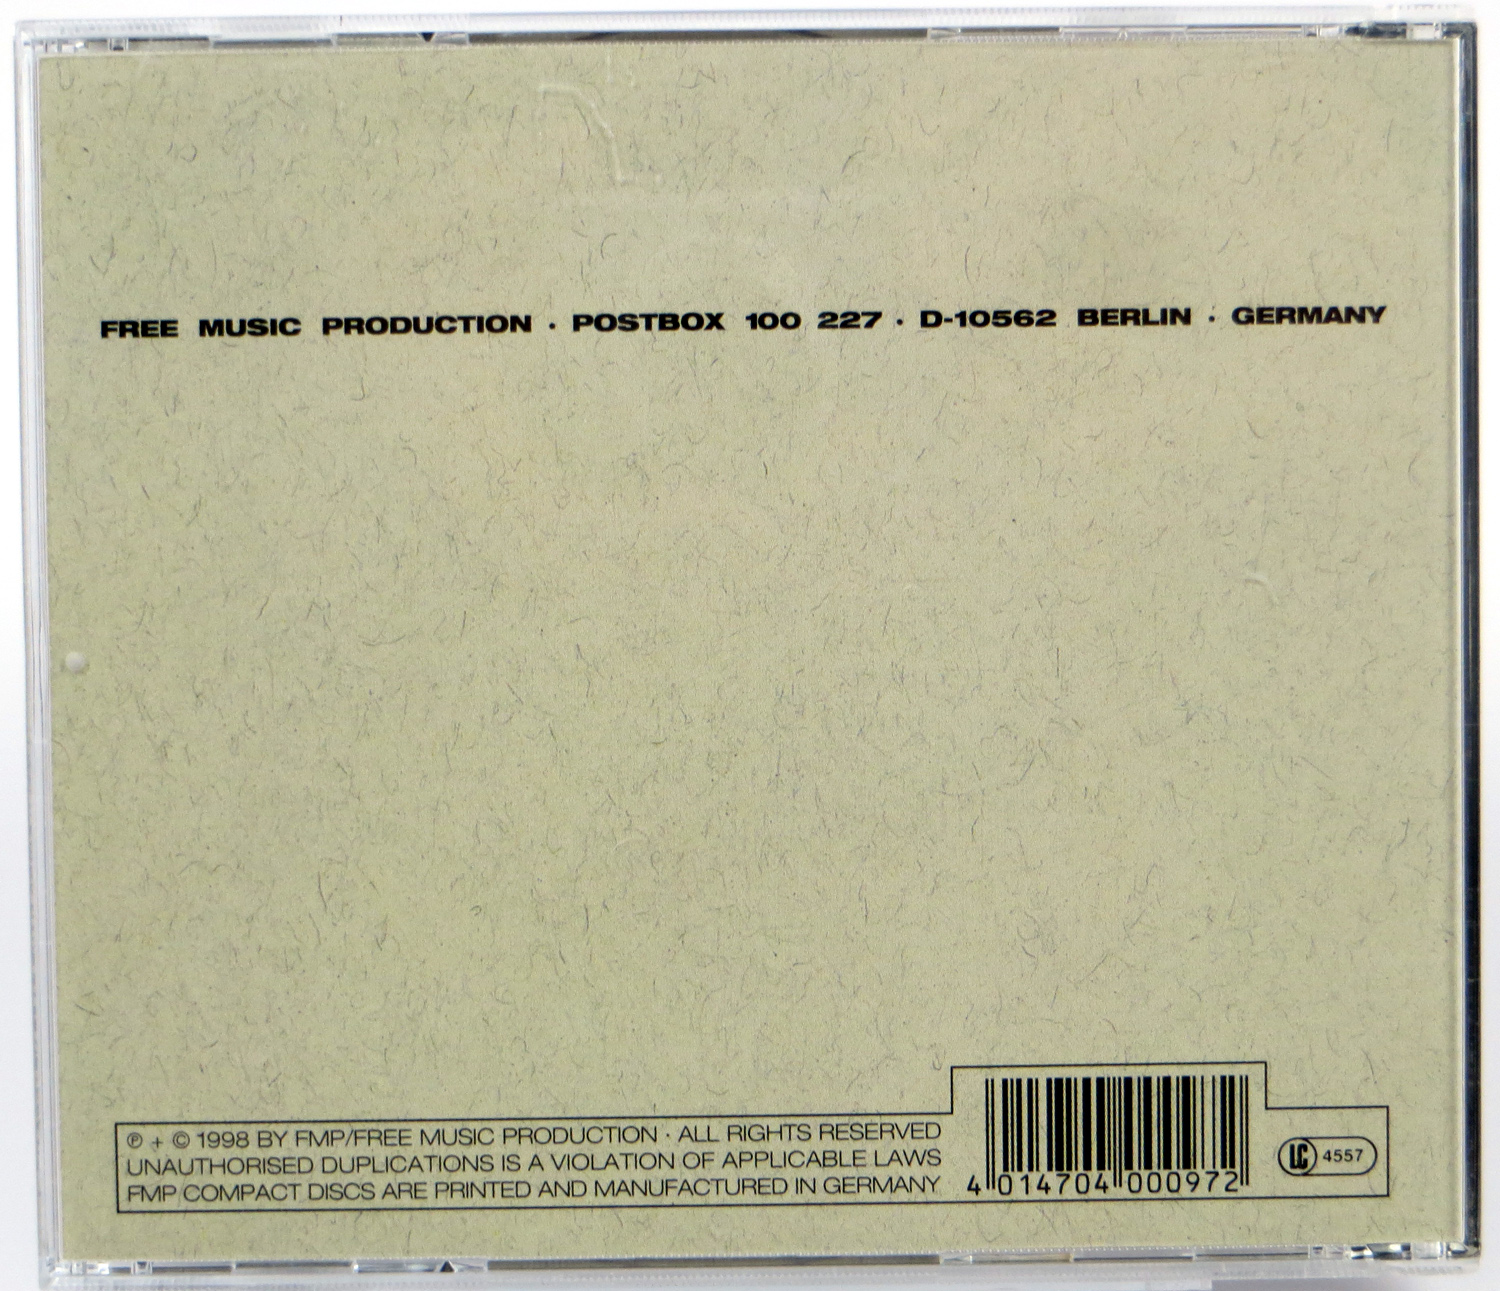 FREE MUSIC PRODUCTION · POSTBOX 100 227 · D-10562 BERLIN · GERMANY
℗ + © 1998 BY FMP/FREE MUSIC PRODUCTION · ALL RIGHTS RESERVED
UNAUTHORISED DUPLICATIONS IS A VIOLATION OF APPLICABLE LAWS
FMP COMPACT DISCS ARE PRINTED AND MANUFACTURED IN GERMANY
4 014704 000972
LC 4557